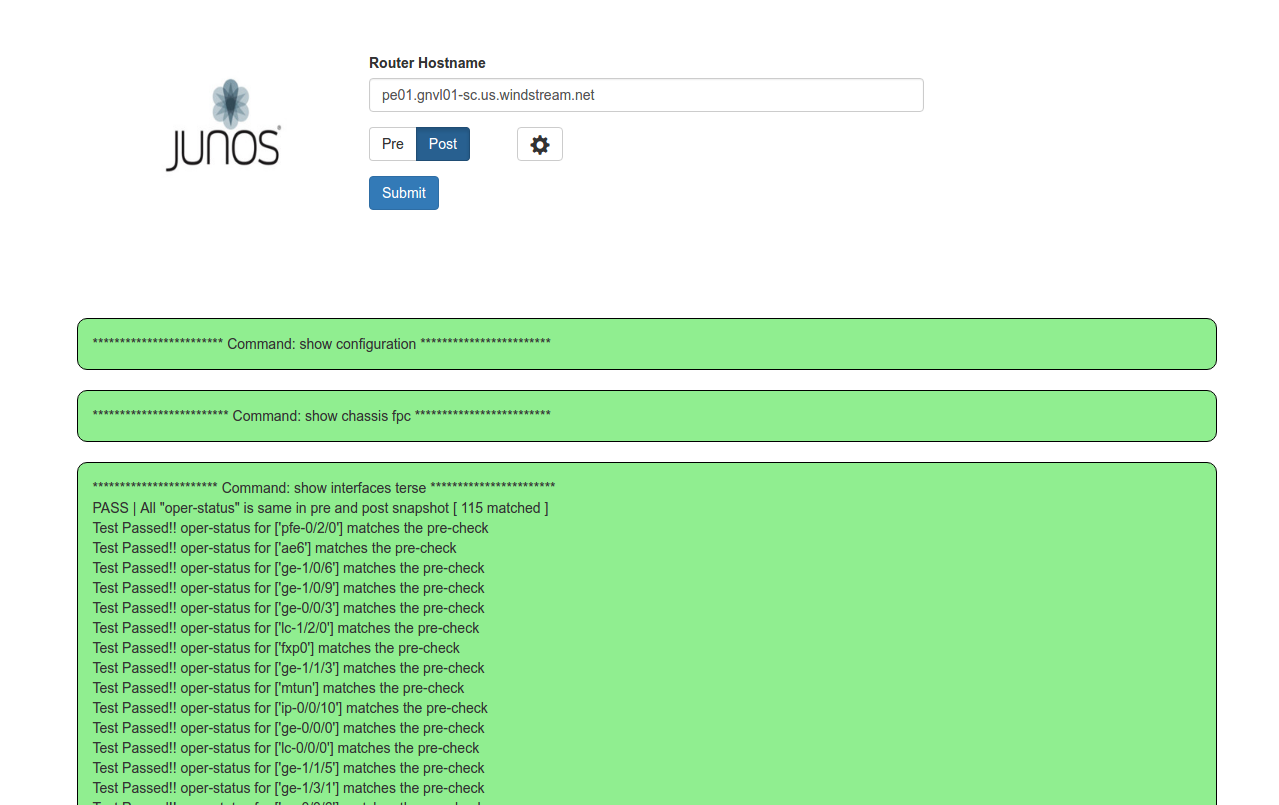 Router Hostname
pe01.gnvl01-sc.us.windstream.net
JUNOS®
Pre Post
Submit
************************ Command: show configuration ************************
************************* Command: show chassis fpc *************************
*********************** Command: show interfaces terse ***********************
PASS | All "oper-status" is same in pre and post snapshot [ 115 matched ]
Test Passed!! oper-status for ['pfe-0/2/0'] matches the pre-check
Test Passed!! oper-status for ['ae6'] matches the pre-check
Test Passed!! oper-status for ['ge-1/0/6'] matches the pre-check
Test Passed!! oper-status for ['ge-1/0/9'] matches the pre-check
Test Passed!! oper-status for ['ge-0/0/3'] matches the pre-check
Test Passed!! oper-status for ['lc-1/2/0'] matches the pre-check
Test Passed!! oper-status for ['fxp0'] matches the pre-check
Test Passed!! oper-status for ['ge-1/1/3'] matches the pre-check
Test Passed!! oper-status for ['mtun'] matches the pre-check
Test Passed!! oper-status for ['ip-0/0/10'] matches the pre-check
Test Passed!! oper-status for ['ge-0/0/0'] matches the pre-check
Test Passed!! oper-status for ['lc-0/0/0'] matches the pre-check
Test Passed!! oper-status for ['ge-1/1/5'] matches the pre-check
Test Passed!! oper-status for ['ge-1/3/1'] matches the pre-check